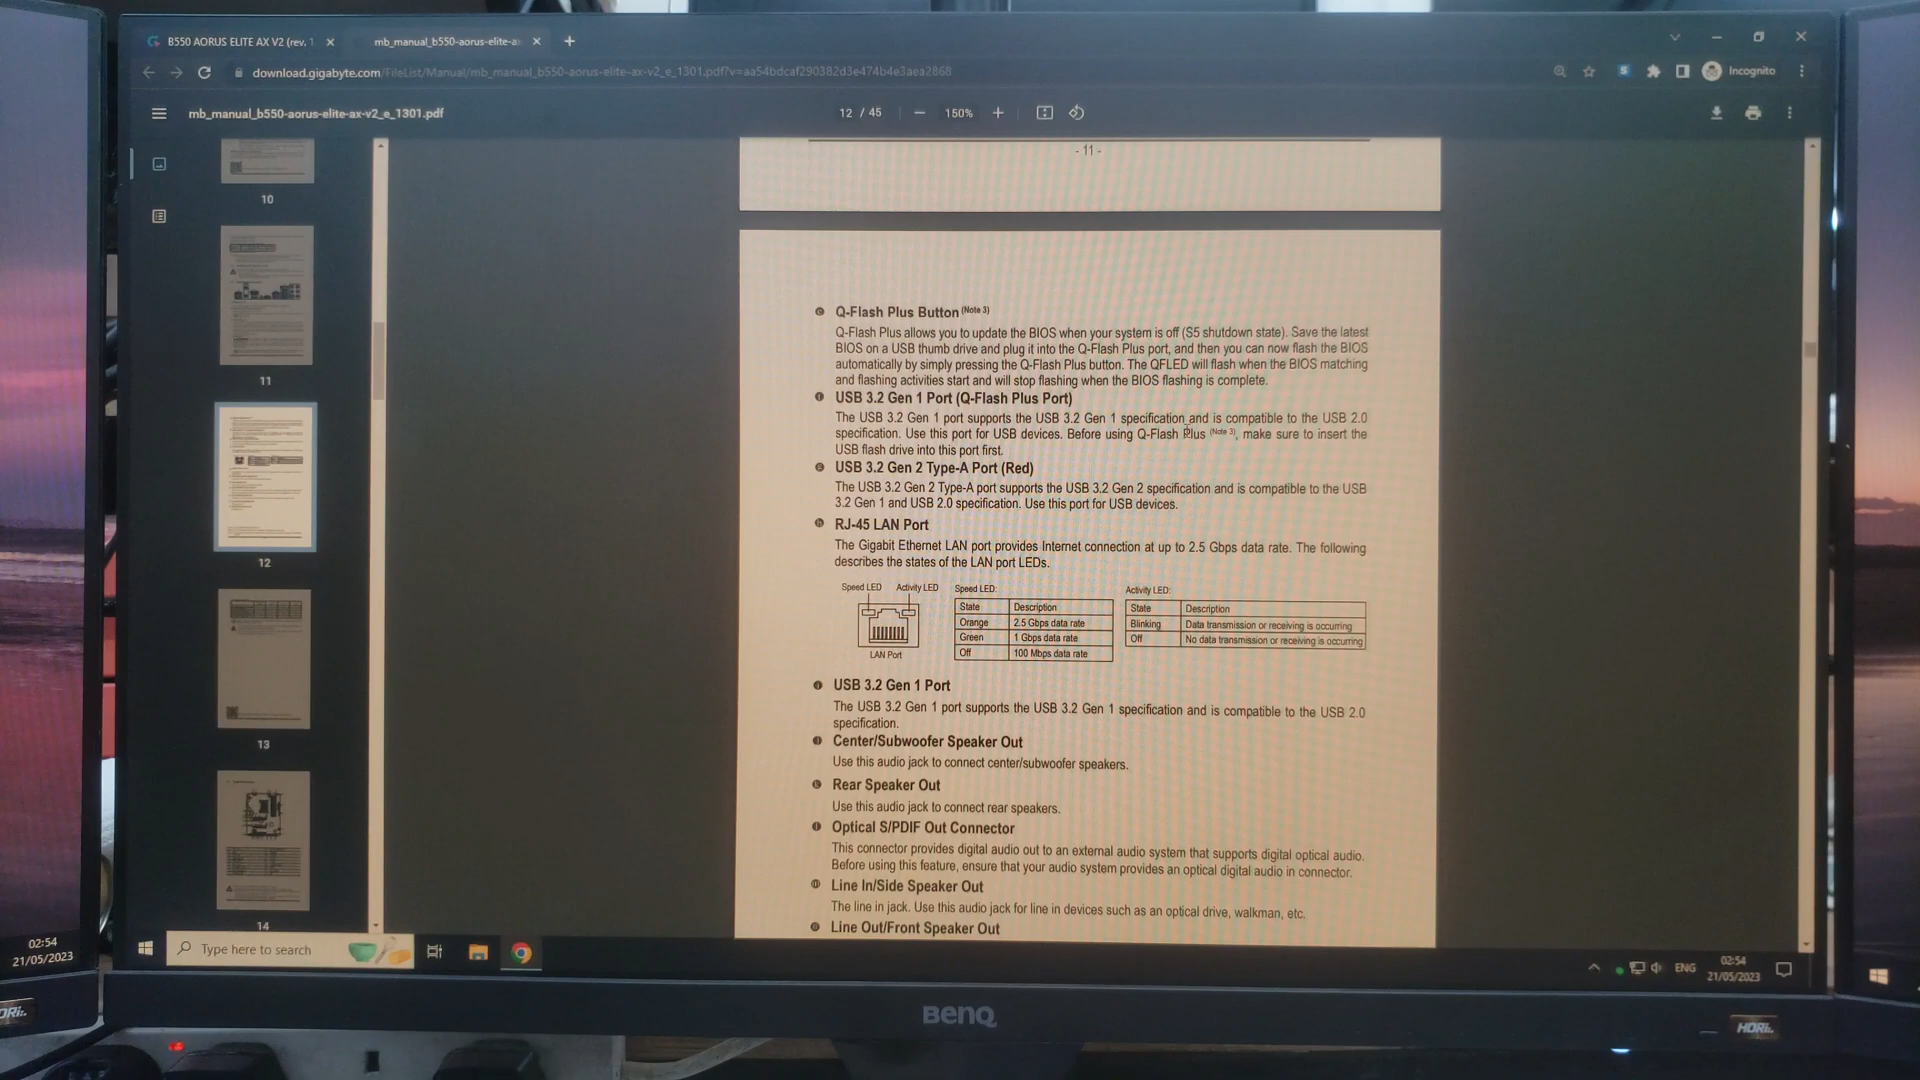 B550 AORUS ELITE AX V2 (rev. 1
mb_manual_b550-aorus-elite-a
download.gigabyte.com/FileList/Manual/mb_manual_b550-aorus-elite-ax-v2_e_1301.pdf?v=aa54bdcaf290382d3e474b4e3aea2868
Incognito
mb_manual_b550-aorus-elite-ax-v2_e_1301.pdf
12 / 45
150%
10
11
12
13
14
- 11 -
Q-Flash Plus Button (Note 3)
Q-Flash Plus allows you to update the BIOS when your system is off (S5 shutdown state). Save the latest
BIOS on a USB thumb drive and plug it into the Q-Flash Plus port, and then you can now flash the BIOS
automatically by simply pressing the Q-Flash Plus button. The QFLED will flash when the BIOS matching
and flashing activities start and will stop flashing when the BIOS flashing is complete.
USB 3.2 Gen 1 Port (Q-Flash Plus Port)
The USB 3.2 Gen 1 port supports the USB 3.2 Gen 1 specification and is compatible to the USB 2.0
specification. Use this port for USB devices. Before using Q-Flash Plus (Note 3), make sure to insert the
USB flash drive into this port first.
USB 3.2 Gen 2 Type-A Port (Red)
The USB 3.2 Gen 2 Type-A port supports the USB 3.2 Gen 2 specification and is compatible to the USB
3.2 Gen 1 and USB 2.0 specification. Use this port for USB devices.
RJ-45 LAN Port
The Gigabit Ethernet LAN port provides Internet connection at up to 2.5 Gbps data rate. The following
describes the states of the LAN port LEDs.
Speed LED Activity LED
LAN Port
Speed LED:
State Description
Orange 2.5 Gbps data rate
Green 1 Gbps data rate
Off 100 Mbps data rate
Activity LED:
State Description
Blinking Data transmission or receiving is occurring
Off No data transmission or receiving is occurring
USB 3.2 Gen 1 Port
The USB 3.2 Gen 1 port supports the USB 3.2 Gen 1 specification and is compatible to the USB 2.0
specification.
Center/Subwoofer Speaker Out
Use this audio jack to connect center/subwoofer speakers.
Rear Speaker Out
Use this audio jack to connect rear speakers.
Optical S/PDIF Out Connector
This connector provides digital audio out to an external audio system that supports digital optical audio.
Before using this feature, ensure that your audio system provides an optical digital audio in connector.
Line In/Side Speaker Out
The line in jack. Use this audio jack for line in devices such as an optical drive, walkman, etc.
Line Out/Front Speaker Out
02:54
21/05/2023
Type here to search
ENG
02:54
21/05/2023
BenQ
HDRi